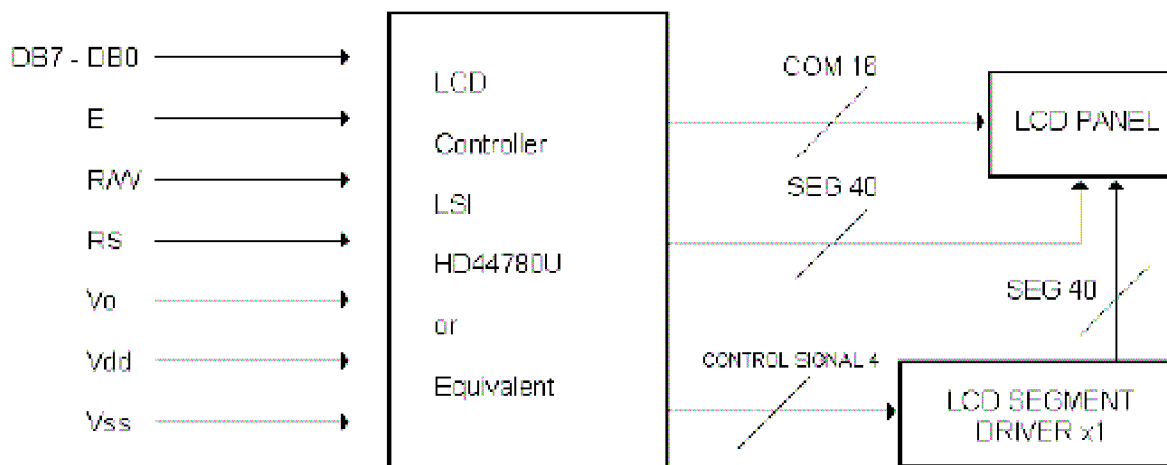 DB7 - DB0
E
R/W
RS
Vo
Vdd
Vss
LCD
Controller
LSI
HD44780U
or
Equivalent
COM 16
SEG 40
CONTROL SIONAL 4
LCD PANEL
SEG 40
LCD SEGMENT
DRIVER x1